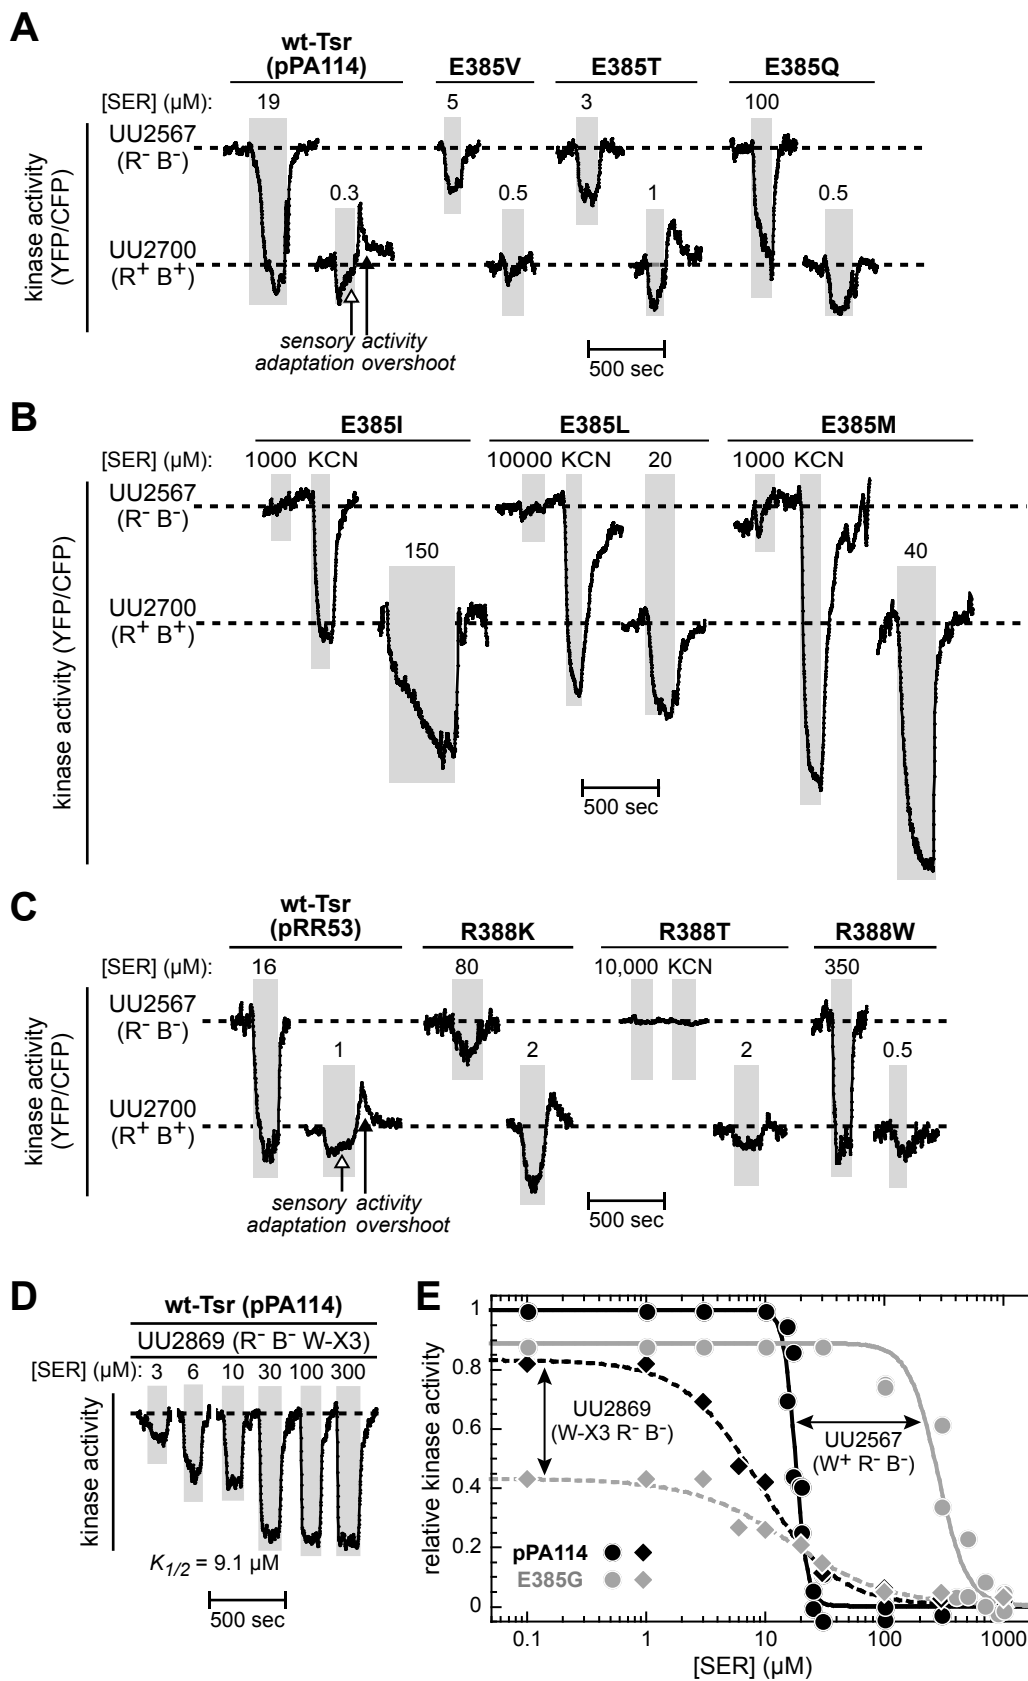 A
wt-Tsr
(pPA114) E385V E385T E385Q
[SER] (µM): 19 5 3 100
UU2567
(R⁻ B⁻)
0.3 0.5 1 0.5
UU2700
(R⁺ B⁺)
kinase activity
(YFP/CFP)
sensory activity
adaptation overshoot
500 sec
B
E385I E385L E385M
[SER] (µM): 1000 KCN 10000 KCN 20 1000 KCN
UU2567
(R⁻ B⁻)
150 40
UU2700
(R⁺ B⁺)
kinase activity (YFP/CFP)
500 sec
C
wt-Tsr
(pRR53) R388K R388T R388W
[SER] (µM): 16 80 10,000 KCN 350
UU2567
(R⁻ B⁻)
1 2 2 0.5
UU2700
(R⁺ B⁺)
kinase activity
(YFP/CFP)
sensory activity
adaptation overshoot
500 sec
D
wt-Tsr (pPA114)
UU2869 (R⁻ B⁻ W-X3)
[SER] (µM): 3 6 10 30 100 300
kinase activity
K1/2 = 9.1 µM
500 sec
E
relative kinase activity
1
0.8
0.6
0.4
0.2
0
UU2869
(W-X3 R⁻ B⁻)
UU2567
(W⁺ R⁻ B⁻)
pPA114
E385G
0.1 1 10 100 1000
[SER] (µM)